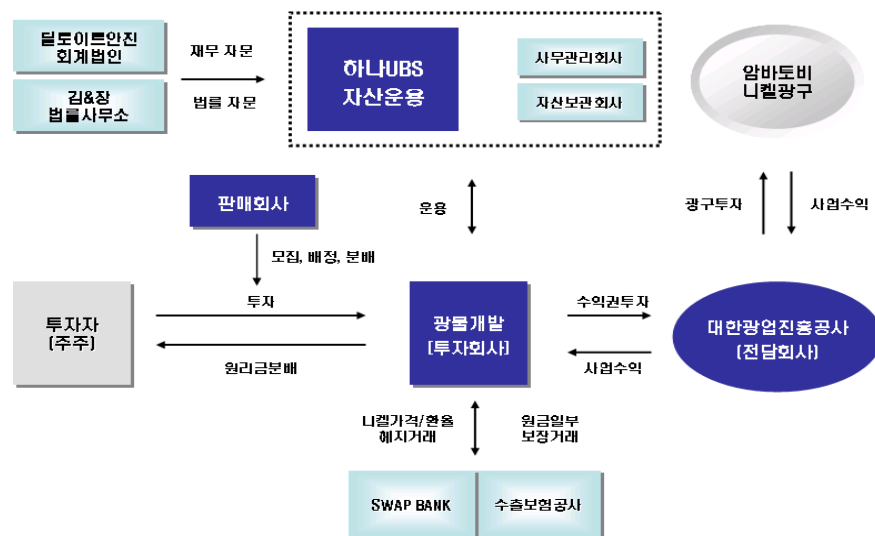 딜로이트안진
회계법인
김&장
법률사무소
재무 자문
법률 자문
하나UBS
자산운용
사무관리회사
자산보관회사
암바토비
니켈광구
판매회사
모집, 배정, 분배
운용
광구투자
사업수익
투자자
(주주)
투자
원리금분배
광물개발
(투자회사)
수익권투자
사업수익
대한광업진흥공사
(전담회사)
니켈가격/환율
헤지거래
원금일부
보장거래
SWAP BANK
수출보험공사